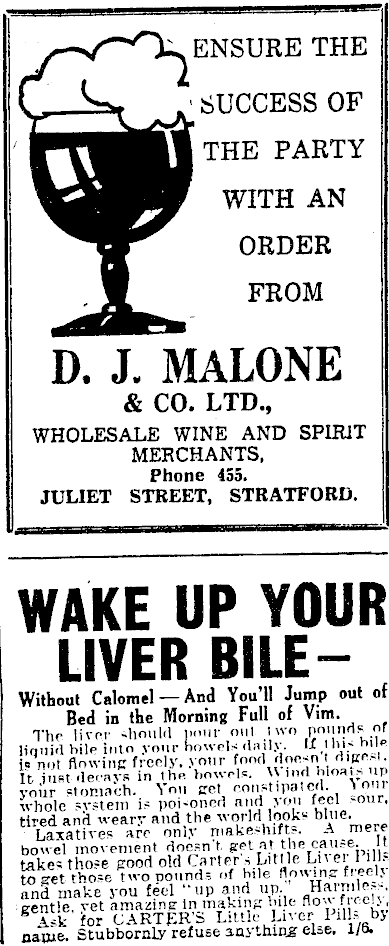 ENSURE THE
SUCCESS OF
THE PARTY
WITH AN
ORDER
FROM
D. J. MALONE
& CO. LTD.,
WHOLESALE WINE AND SPIRIT
MERCHANTS,
Phone 455.
JULIET STREET, STRATFORD.
WAKE UP YOUR
LIVER BILE—
Without Calomel—And You'll Jump out of
Bed in the Morning Full of Vim.
The liver should pour out two pounds of
liquid bile into your bowels daily. If this bile
is not flowing freely, your food doesn't digest.
It just decays in the bowels. Wind bloats up
your stomach. You get constipated. Your
whole system is poisoned and you feel sour,
tired and weary and the world looks blue.
Laxatives are only makeshifts. A mere
bowel movement doesn't get at the cause. It
takes those good old Carter's Little Liver Pills
to get those two pounds of bile flowing freely
and make you feel "up and up." Harmless,
gentle, yet amazing in making bile flow freely.
Ask for CARTER'S Little Liver Pills by
name. Stubbornly refuse anything else. 1/6.